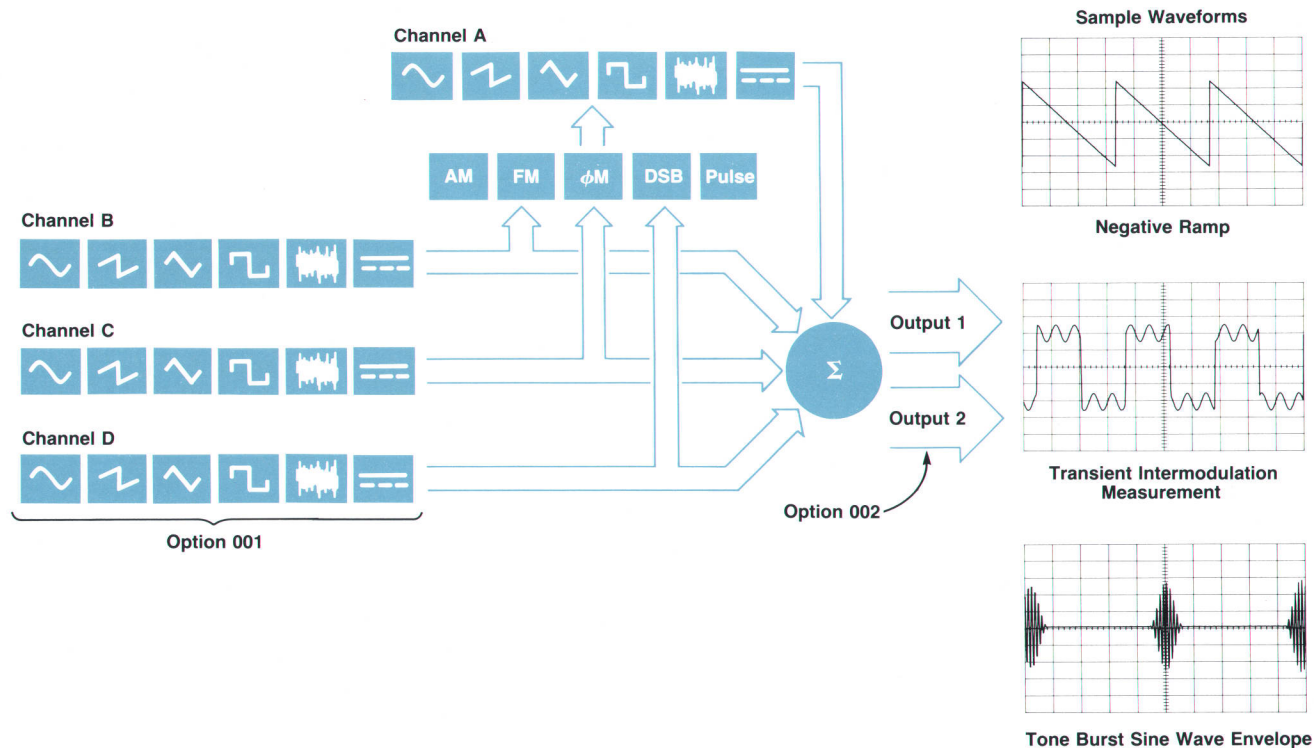 Sample Waveforms
Channel A
AM FM ϕM DSB Pulse
Negative Ramp
Channel B
Channel C
Channel D
Σ
Output 1
Output 2
Option 001
Option 002
Transient Intermodulation
Measurement
Tone Burst Sine Wave Envelope